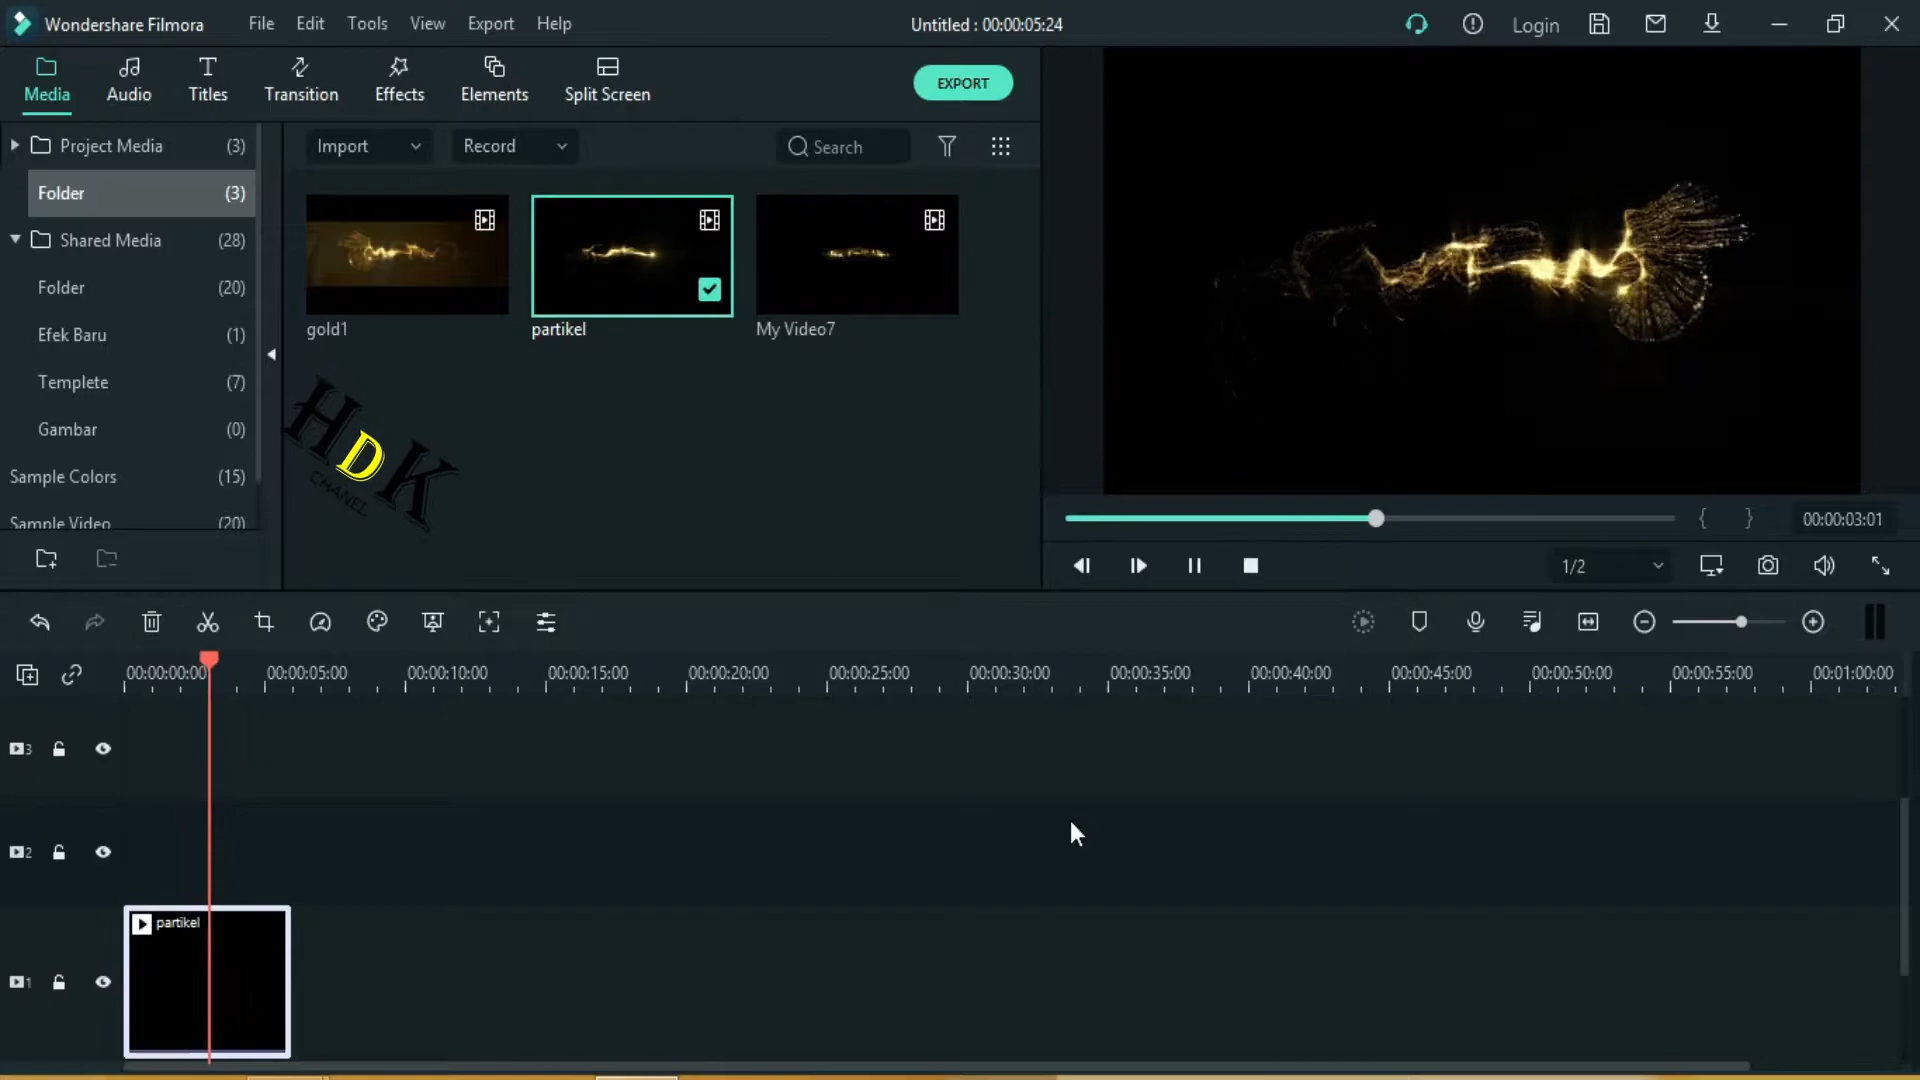 Wondershare Filmora File Edit Tools View Export Help Untitled : 00:00:05:24 Login
Media Audio Titles Transition Effects Elements Split Screen EXPORT
Project Media (3)
Folder (3)
Shared Media (28)
Folder (20)
Efek Baru (1)
Templete (7)
Gambar (0)
Sample Colors (15)
Sample Video (20)
Import Record Search
gold1 partikel My Video7
HDK
CHANEL
00:00:03:01
1/2
00:00:00:00 00:00:05:00 00:00:10:00 00:00:15:00 00:00:20:00 00:00:25:00 00:00:30:00 00:00:35:00 00:00:40:00 00:00:45:00 00:00:50:00 00:00:55:00 00:01:00:00
3
2
partikel
1